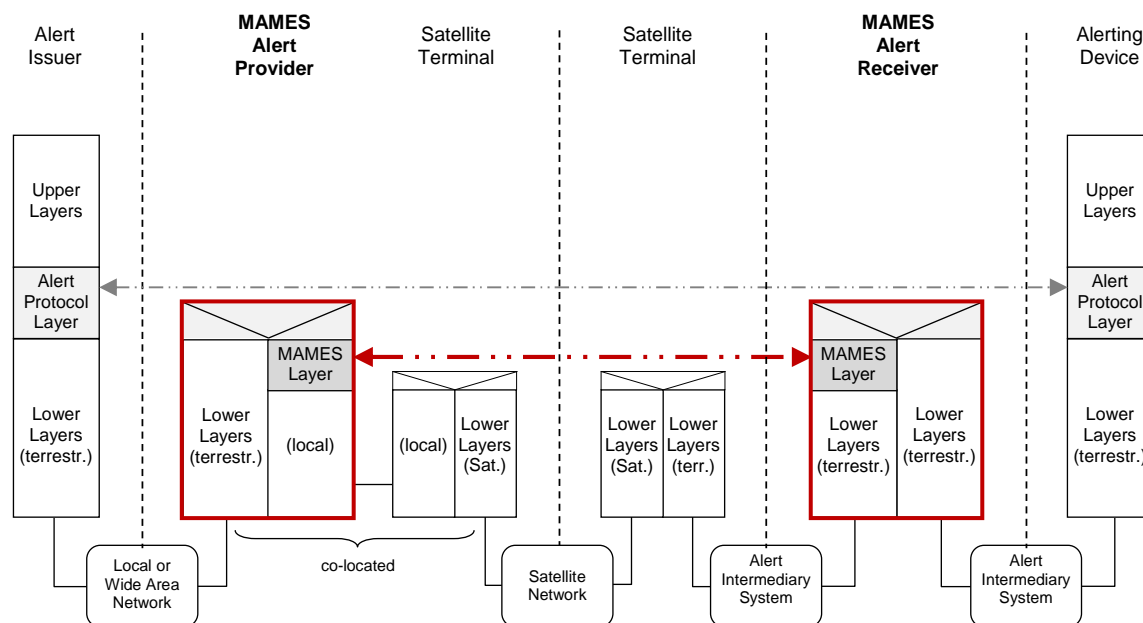 Alert
Issuer
MAMES
Alert
Provider
Satellite
Terminal
Satellite
Terminal
MAMES
Alert
Receiver
Alerting
Device
Upper
Layers
Alert
Protocol
Layer
Lower
Layers
(terrestr.)
Lower
Layers
(terrestr.)
MAMES
Layer
(local)
(local)
Lower
Layers
(Sat.)
Lower
Layers
(Sat.)
Lower
Layers
(terr.)
MAMES
Layer
Lower
Layers
(terrestr.)
Lower
Layers
(terrestr.)
Upper
Layers
Alert
Protocol
Layer
Lower
Layers
(terrestr.)
Local or
Wide Area
Network
co-located
Satellite
Network
Alert
Intermediary
System
Alert
Intermediary
System